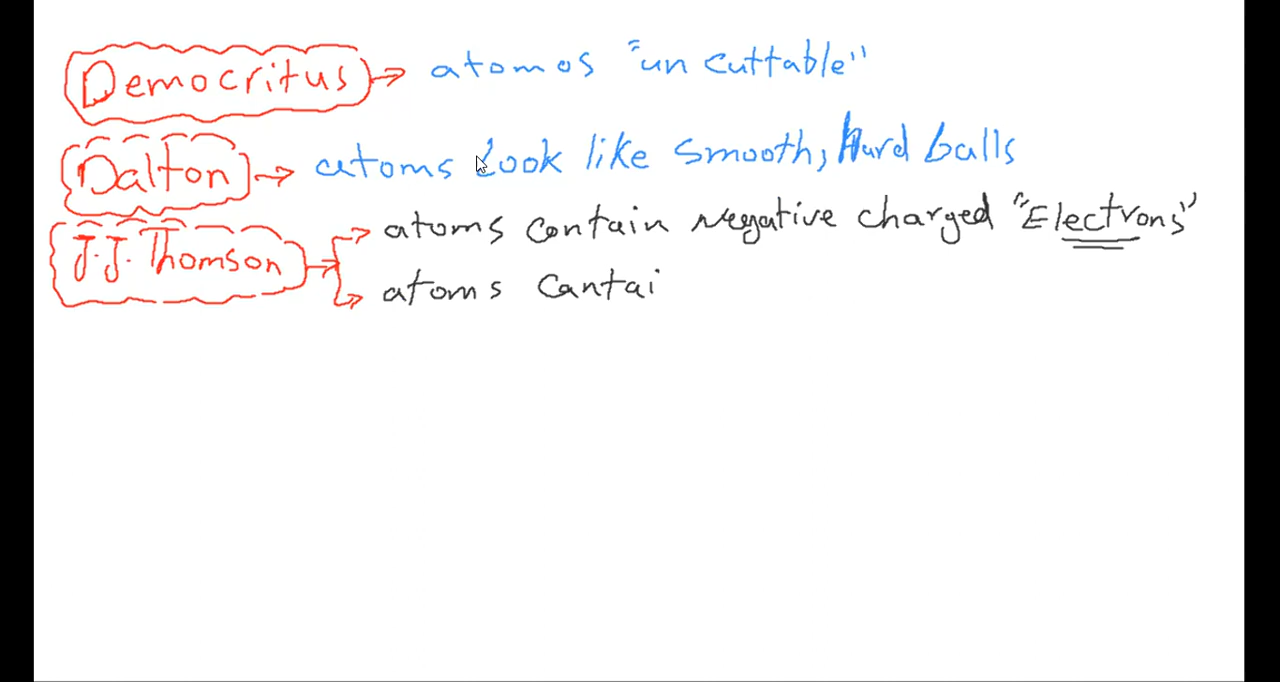 Democritus → atomos "un cuttable"
Dalton → atoms Look like smooth, Hard balls
J.J. Thomson → atoms contain negative charged "Electrons"
→ atoms cantai